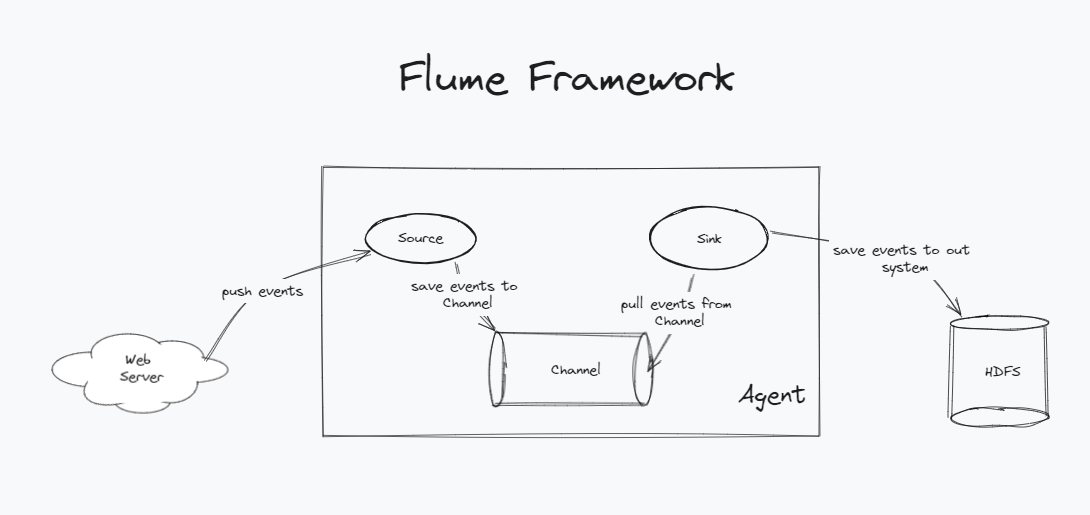 Flume Framework
Source
Sink
save events to out
system
push events
save events to
Channel
pull events from
Channel
Web
Server
Channel
HDFS
Agent